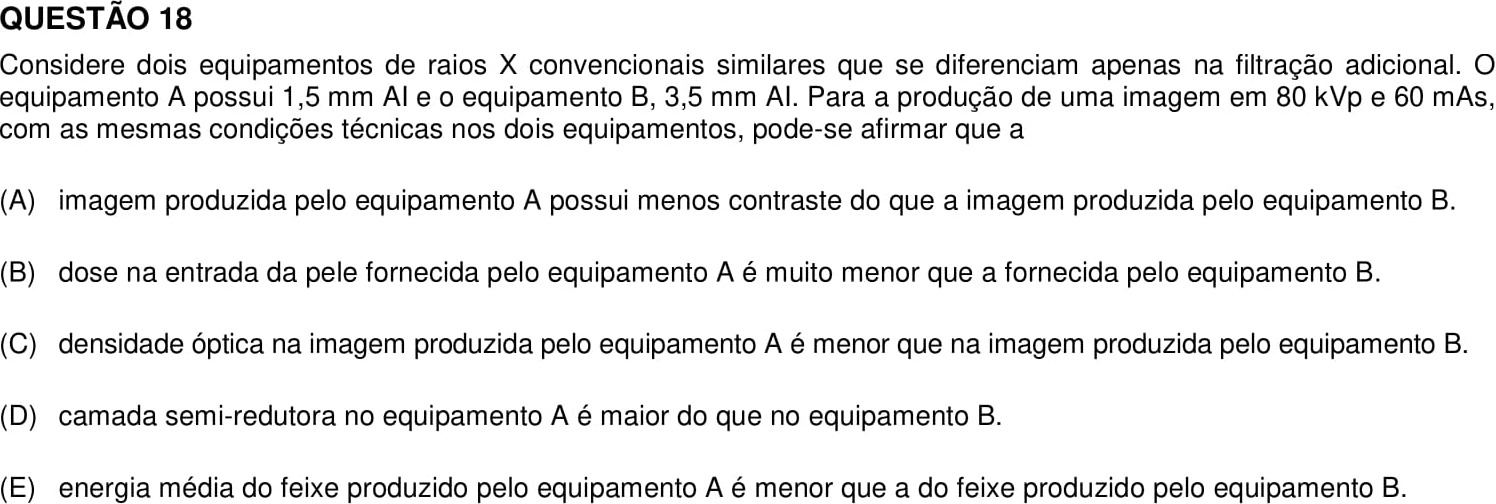 QUESTÃO 18
Considere dois equipamentos de raios X convencionais similares que se diferenciam apenas na filtração adicional. O
equipamento A possui 1,5 mm Al e o equipamento B, 3,5 mm Al. Para a produção de uma imagem em 80 kVp e 60 mAs,
com as mesmas condições técnicas nos dois equipamentos, pode-se afirmar que a
(A) imagem produzida pelo equipamento A possui menos contraste do que a imagem produzida pelo equipamento B.
(B) dose na entrada da pele fornecida pelo equipamento A é muito menor que a fornecida pelo equipamento B.
(C) densidade óptica na imagem produzida pelo equipamento A é menor que na imagem produzida pelo equipamento B.
(D) camada semi-redutora no equipamento A é maior do que no equipamento B.
(E) energia média do feixe produzido pelo equipamento A é menor que a do feixe produzido pelo equipamento B.